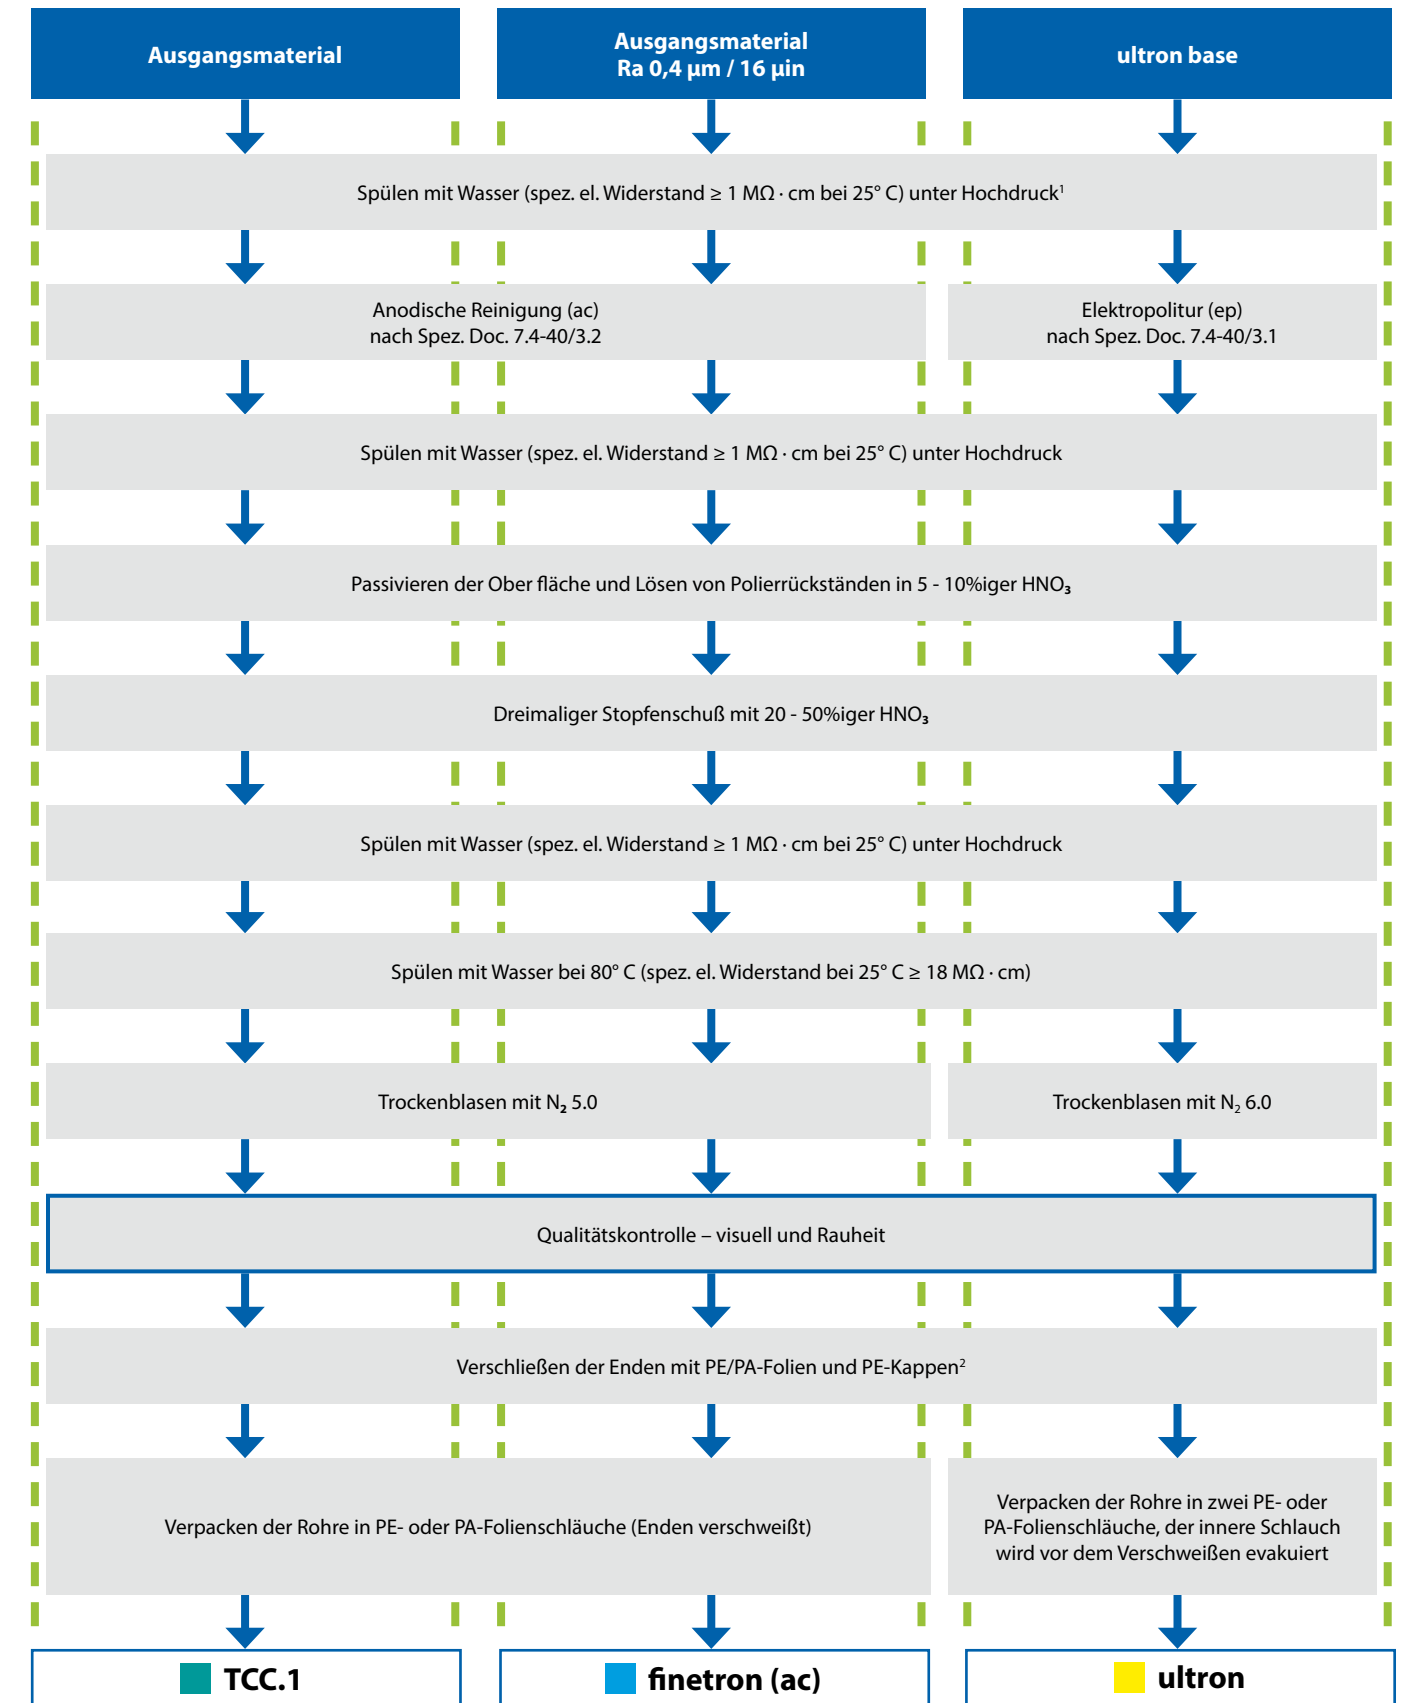 Ausgangsmaterial
Ausgangsmaterial
Ra 0,4 µm / 16 µin
ultron base
Spülen mit Wasser (spez. el. Widerstand ≥ 1 MΩ · cm bei 25° C) unter Hochdruck¹
Anodische Reinigung (ac)
nach Spez. Doc. 7.4-40/3.2
Elektropolitur (ep)
nach Spez. Doc. 7.4-40/3.1
Spülen mit Wasser (spez. el. Widerstand ≥ 1 MΩ · cm bei 25° C) unter Hochdruck
Passivieren der Ober fläche und Lösen von Polierrückständen in 5 - 10%iger HNO₃
Dreimaliger Stopfenschuß mit 20 - 50%iger HNO₃
Spülen mit Wasser (spez. el. Widerstand ≥ 1 MΩ · cm bei 25° C) unter Hochdruck
Spülen mit Wasser bei 80° C (spez. el. Widerstand bei 25° C ≥ 18 MΩ · cm)
Trockenblasen mit N₂ 5.0
Trockenblasen mit N₂ 6.0
Qualitätskontrolle – visuell und Rauheit
Verschließen der Enden mit PE/PA-Folien und PE-Kappen²
Verpacken der Rohre in PE- oder PA-Folienschläuche (Enden verschweißt)
Verpacken der Rohre in zwei PE- oder
PA-Folienschläuche, der innere Schlauch
wird vor dem Verschweißen evakuiert
TCC.1
finetron (ac)
ultron